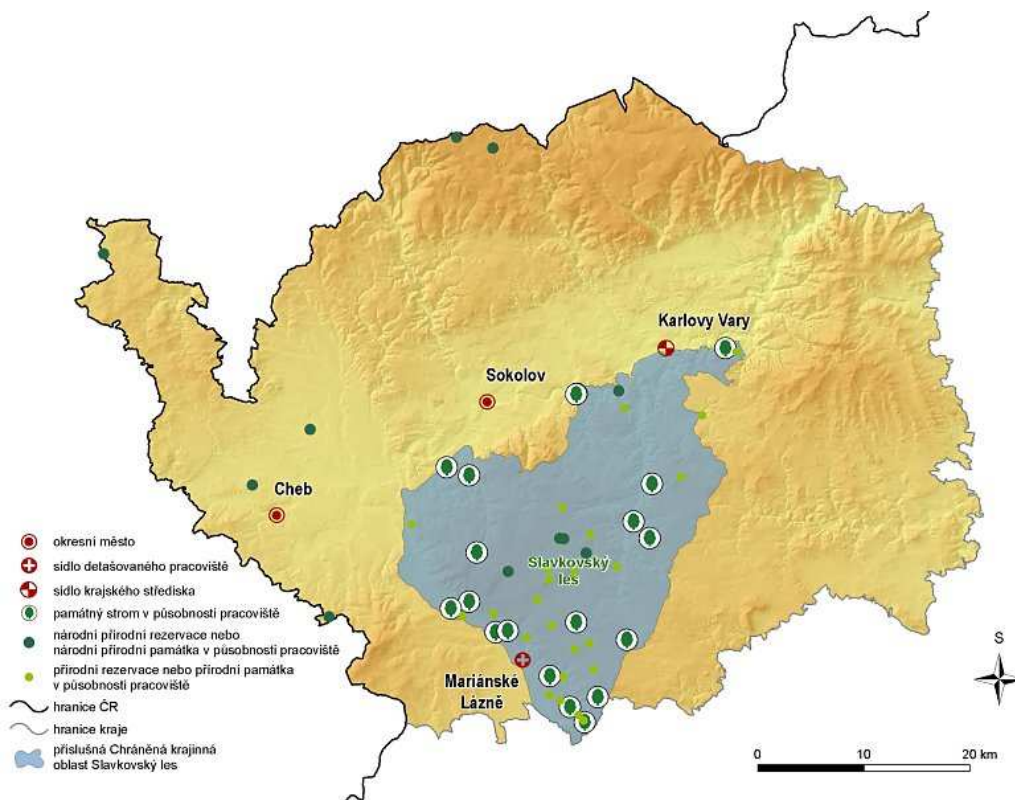 Karlovy Vary
Sokolov
Cheb
Slavkovský
les
Mariánské
Lázně
okresní město
sídlo detašovaného pracoviště
sídlo krajského střediska
památný strom v působnosti pracoviště
národní přírodní rezervace nebo
národní přírodní památka v působnosti pracoviště
přírodní rezervace nebo přírodní památka
v působnosti pracoviště
hranice ČR
hranice kraje
příslušná Chráněná krajinná
oblast Slavkovský les
S
0 10 20 km